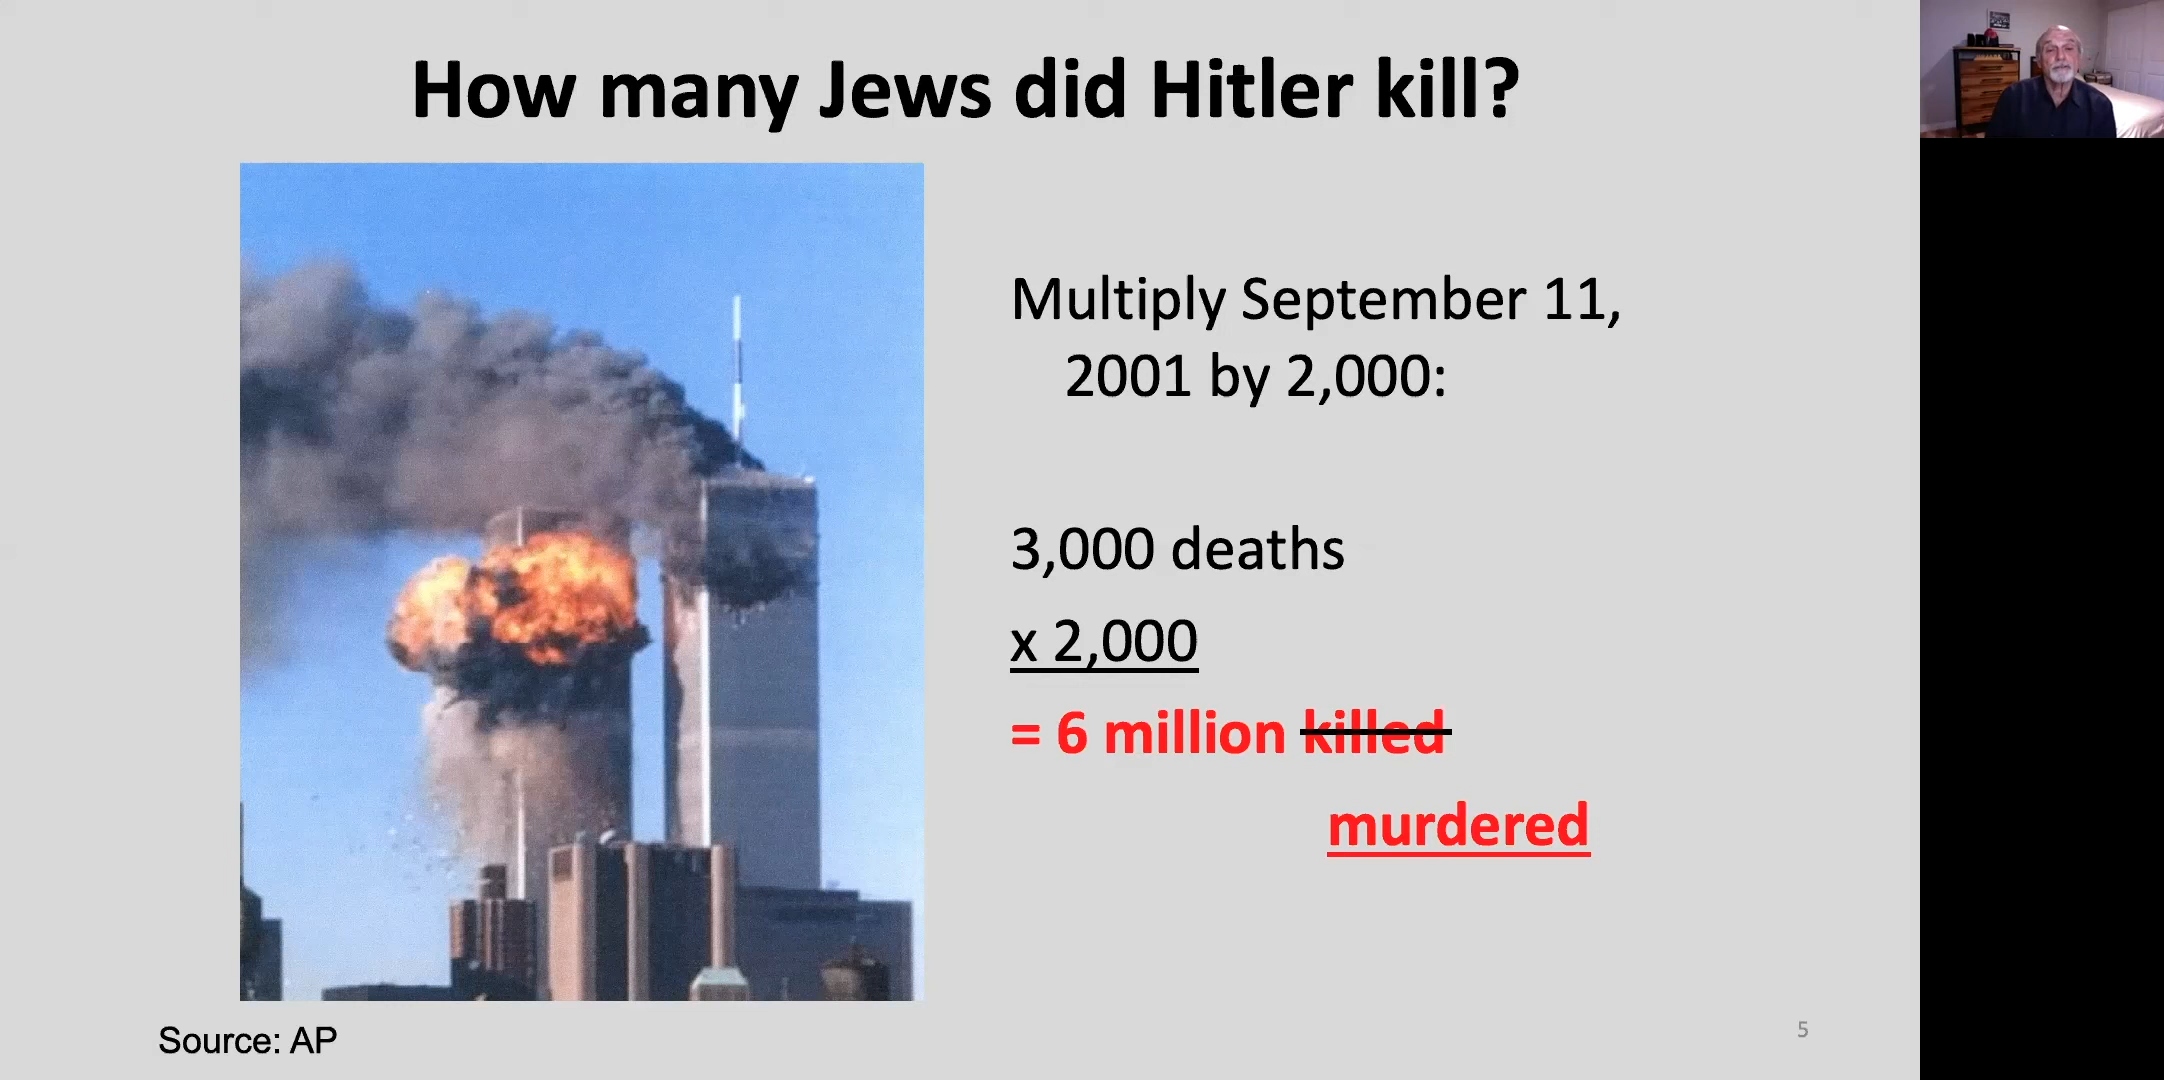 How many Jews did Hitler kill?
Multiply September 11,
2001 by 2,000:
3,000 deaths
x 2,000
= 6 million killed
murdered
Source: AP
5